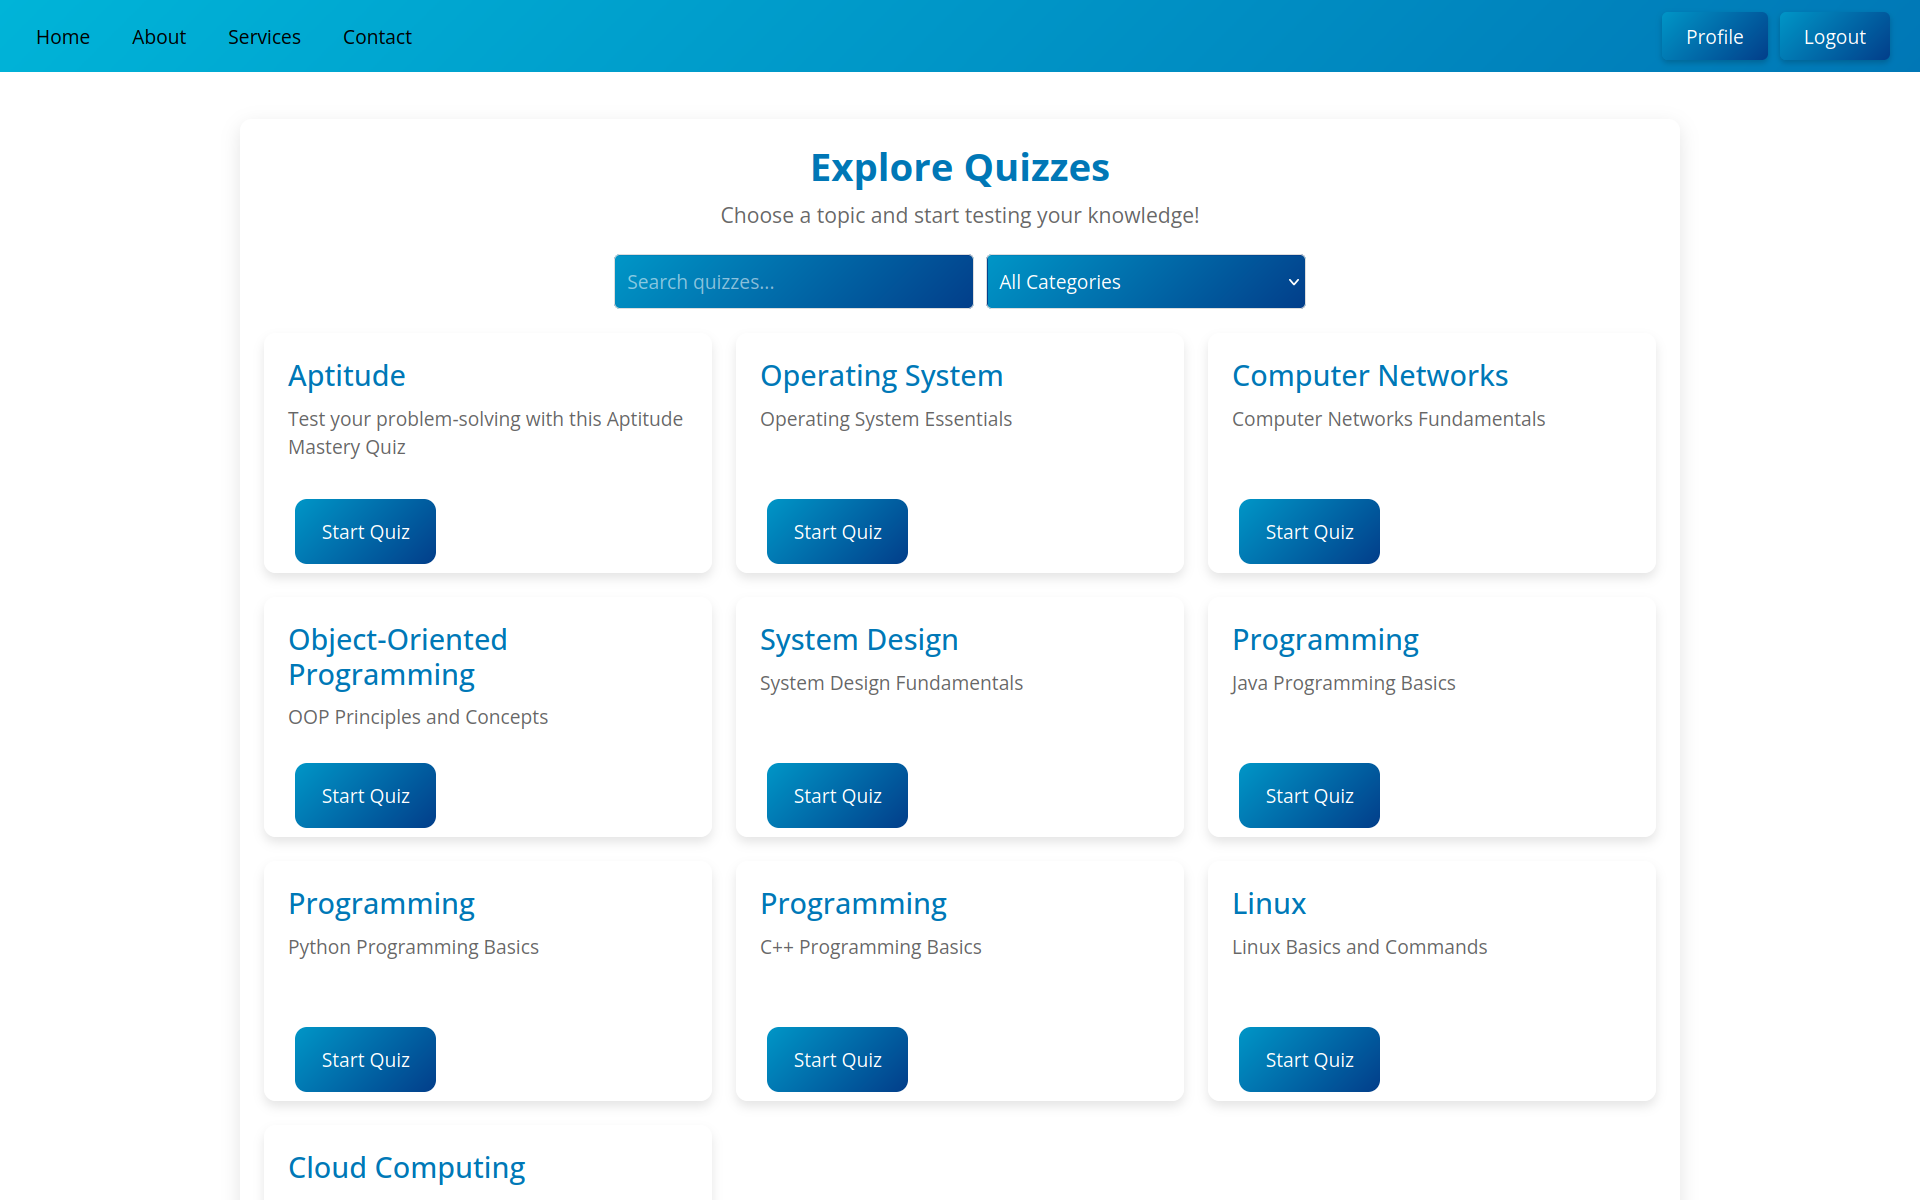 Home
About
Services
Contact
Profile
Logout
Explore Quizzes
Choose a topic and start testing your knowledge!
Search quizzes...
All Categories
Aptitude
Test your problem-solving with this Aptitude
Mastery Quiz
Start Quiz
Operating System
Operating System Essentials
Start Quiz
Computer Networks
Computer Networks Fundamentals
Start Quiz
Object-Oriented
Programming
OOP Principles and Concepts
Start Quiz
System Design
System Design Fundamentals
Start Quiz
Programming
Java Programming Basics
Start Quiz
Programming
Python Programming Basics
Start Quiz
Programming
C++ Programming Basics
Start Quiz
Linux
Linux Basics and Commands
Start Quiz
Cloud Computing